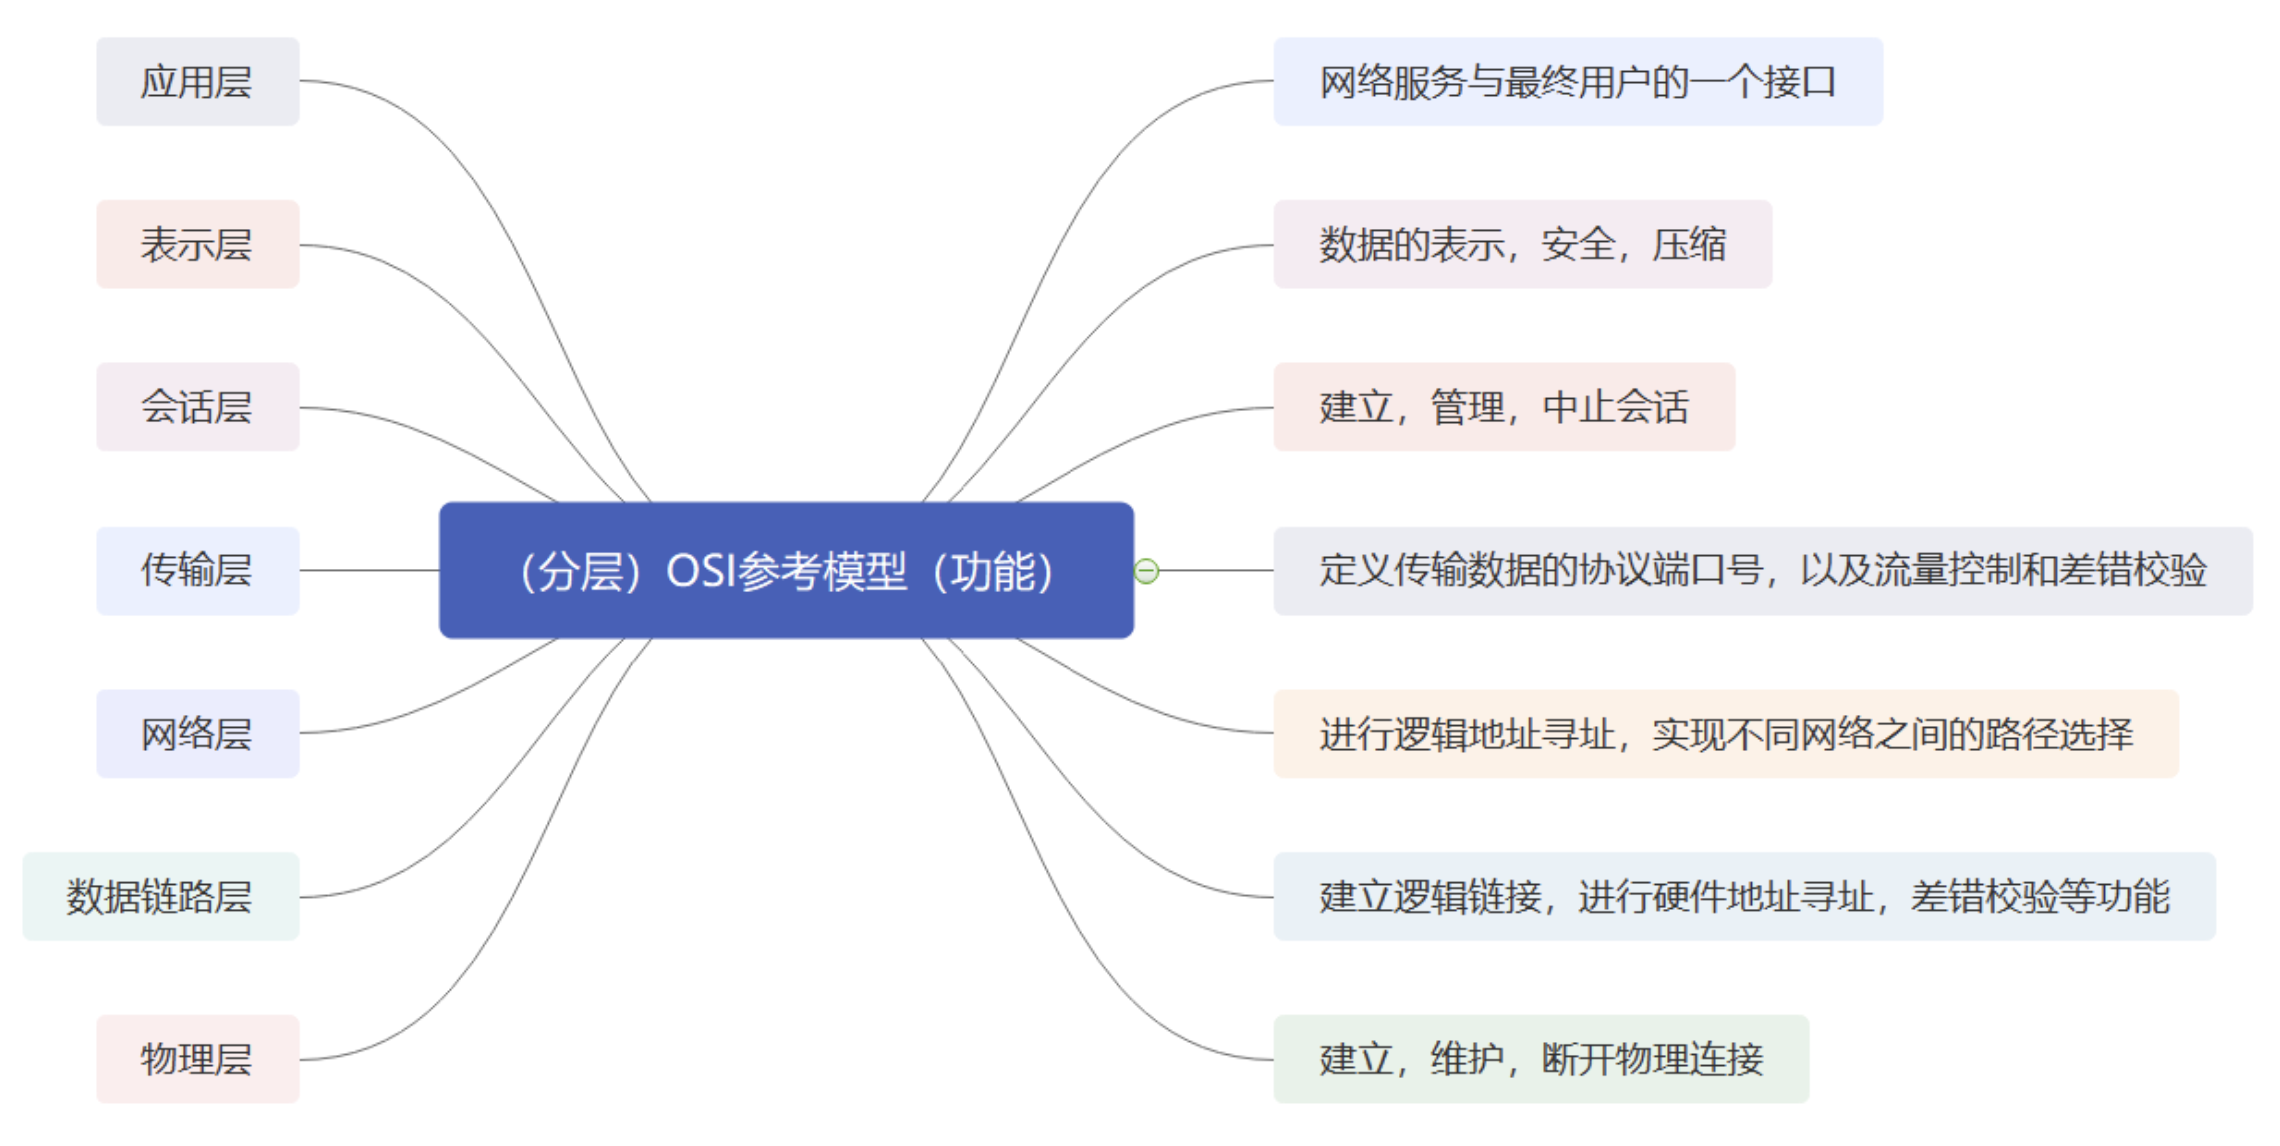 应用层
表示层
会话层
传输层
网络层
数据链路层
物理层
（分层）OSI参考模型（功能）
网络服务与最终用户的一个接口
数据的表示，安全，压缩
建立，管理，中止会话
定义传输数据的协议端口号，以及流量控制和差错校验
进行逻辑地址寻址，实现不同网络之间的路径选择
建立逻辑链接，进行硬件地址寻址，差错校验等功能
建立，维护，断开物理连接